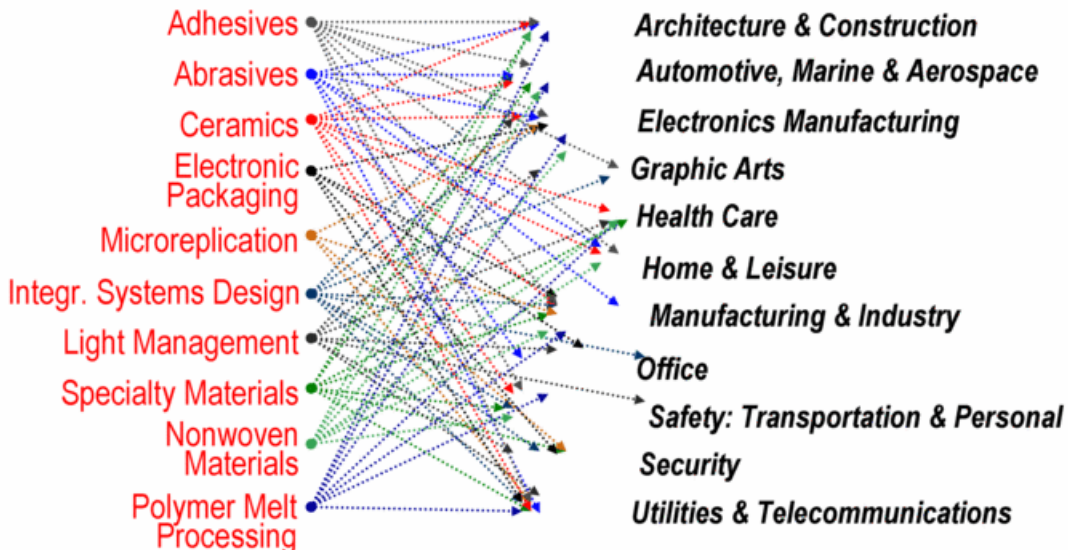 Adhesives
Abrasives
Ceramics
Electronic
Packaging
Microreplication
Integr. Systems Design
Light Management
Specialty Materials
Nonwoven
Materials
Polymer Melt
Processing
Architecture & Construction
Automotive, Marine & Aerospace
Electronics Manufacturing
Graphic Arts
Health Care
Home & Leisure
Manufacturing & Industry
Office
Safety: Transportation & Personal
Security
Utilities & Telecommunications